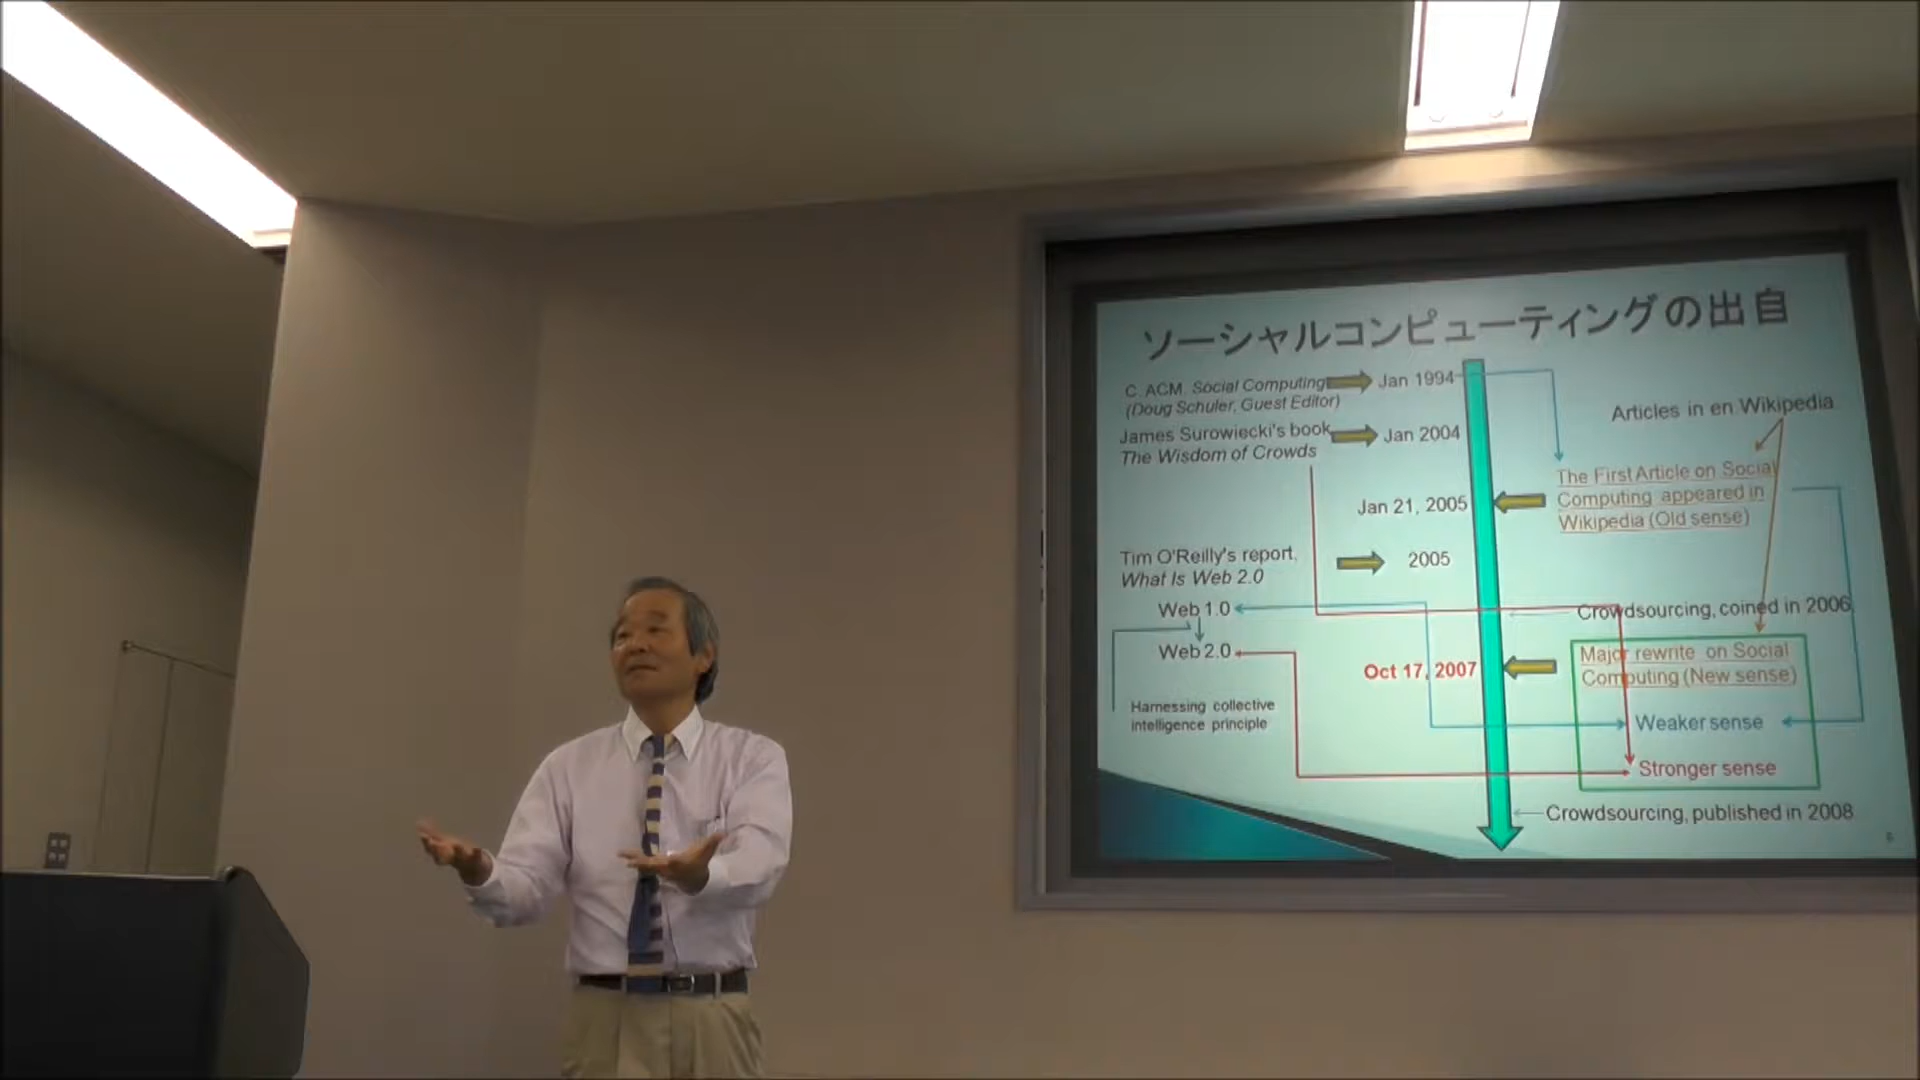 ソーシャルコンピューティングの出自
C. ACM, Social Computing
(Doug Schuler, Guest Editor)
Jan 1994
James Surowiecki's book
The Wisdom of Crowds
Jan 2004
Articles in en Wikipedia
Jan 21, 2005
The First Article on Social
Computing appeared in
Wikipedia (Old sense)
Tim O'Reilly's report,
What Is Web 2.0
2005
Web 1.0
Web 2.0
Harnessing collective
intelligence principle
Crowdsourcing, coined in 2006
Oct 17, 2007
Major rewrite on Social
Computing (New sense)
Weaker sense
Stronger sense
Crowdsourcing, published in 2008